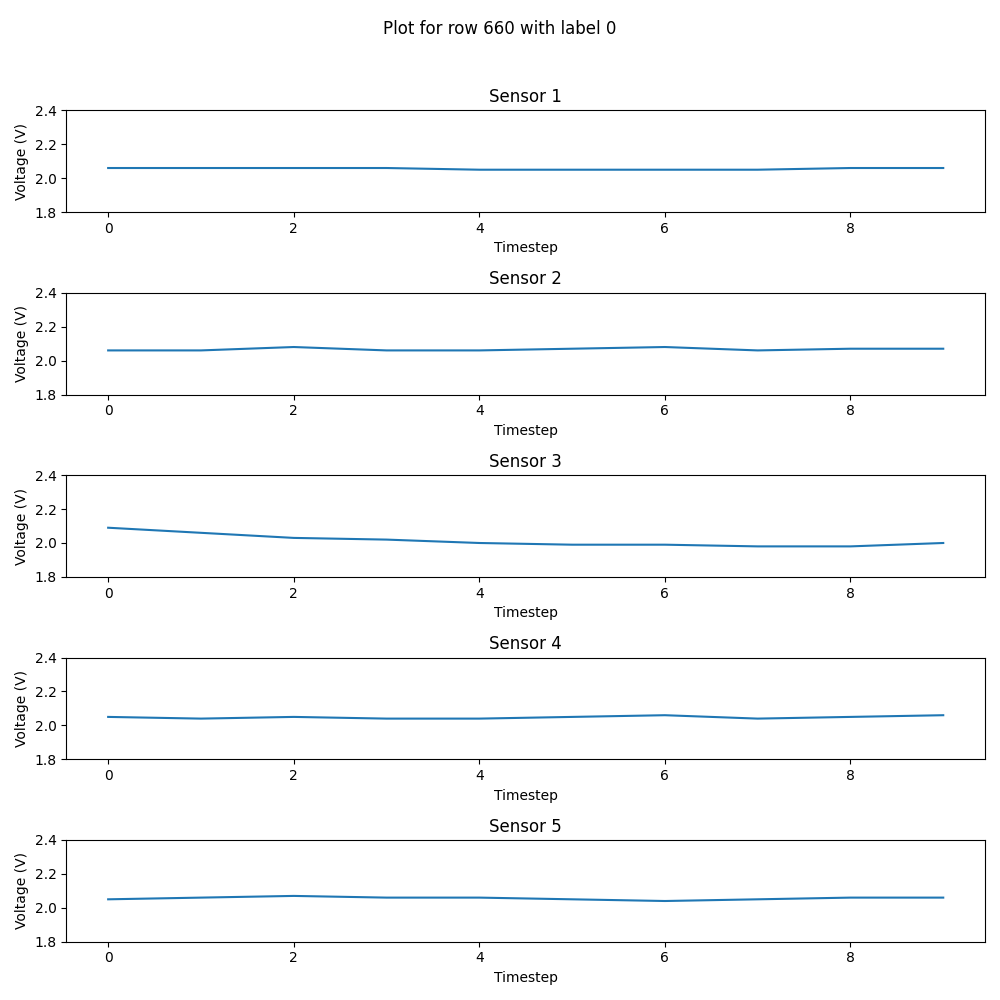 Plot for row 660 with label 0
Sensor 1
Voltage (V)
2.4
2.2
2.0
1.8
0 2 4 6 8
Timestep
Sensor 2
Voltage (V)
2.4
2.2
2.0
1.8
0 2 4 6 8
Timestep
Sensor 3
Voltage (V)
2.4
2.2
2.0
1.8
0 2 4 6 8
Timestep
Sensor 4
Voltage (V)
2.4
2.2
2.0
1.8
0 2 4 6 8
Timestep
Sensor 5
Voltage (V)
2.4
2.2
2.0
1.8
0 2 4 6 8
Timestep